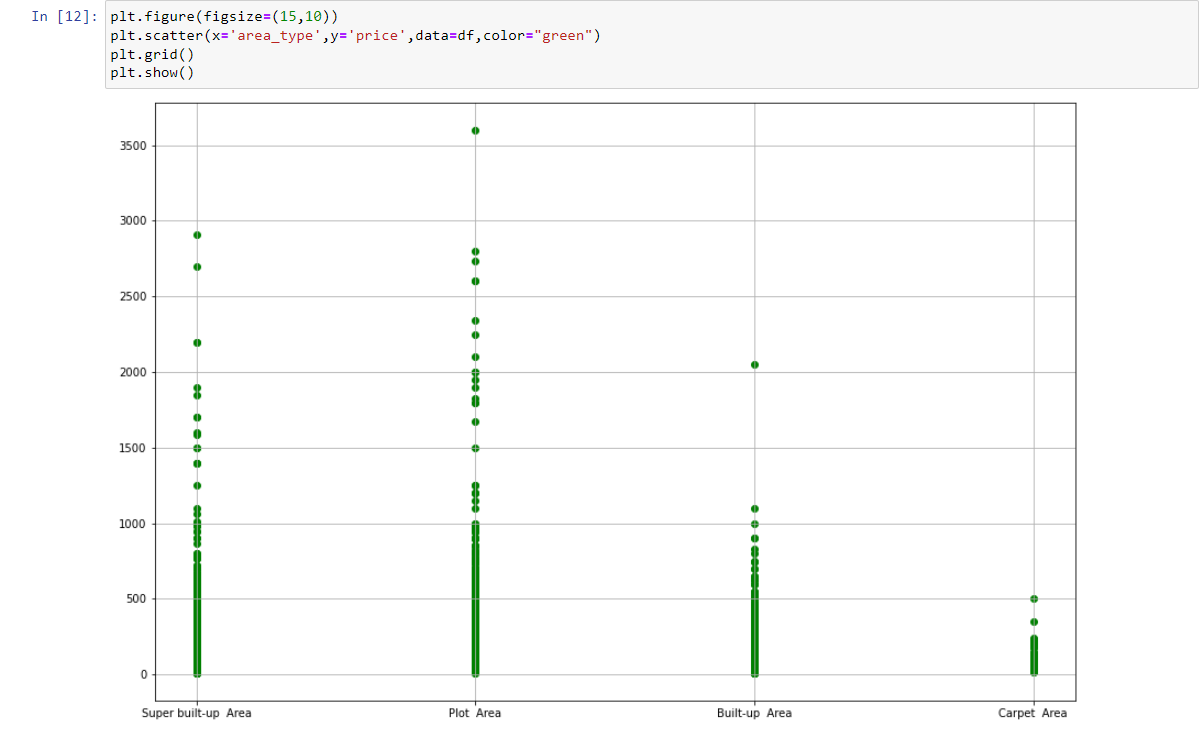 In [12]: plt.figure(figsize=(15,10))
plt.scatter(x='area_type',y='price',data=df,color="green")
plt.grid()
plt.show()
3500
3000
2500
2000
1500
1000
500
0
Super built-up  Area Plot  Area Built-up  Area Carpet  Area